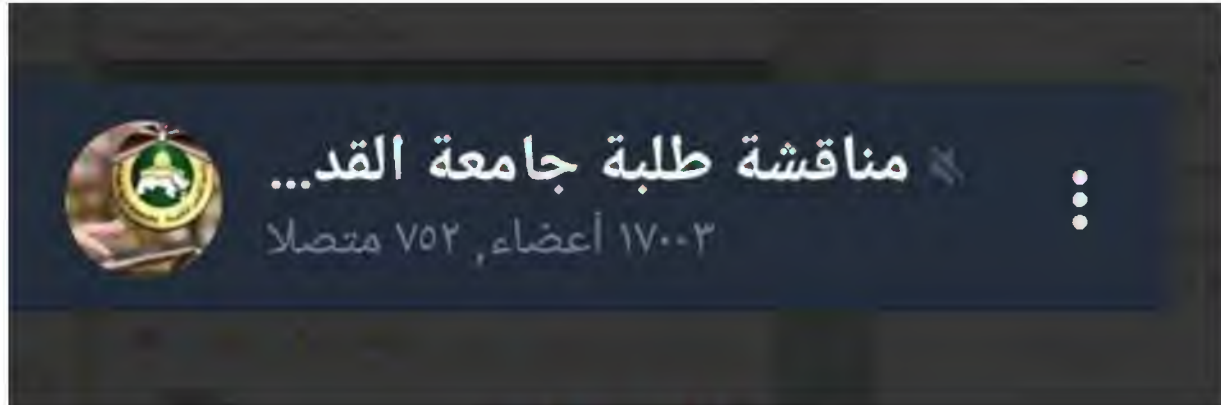 مناقشة طلبة جامعة القد...
١٧٠٠٣ أعضاء, ٧٥٢ متصلا